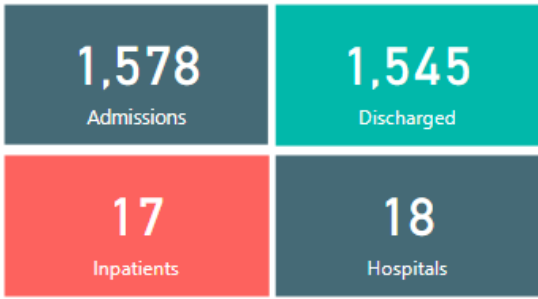 1,578
Admissions
1,545
Discharged
17
Inpatients
18
Hospitals